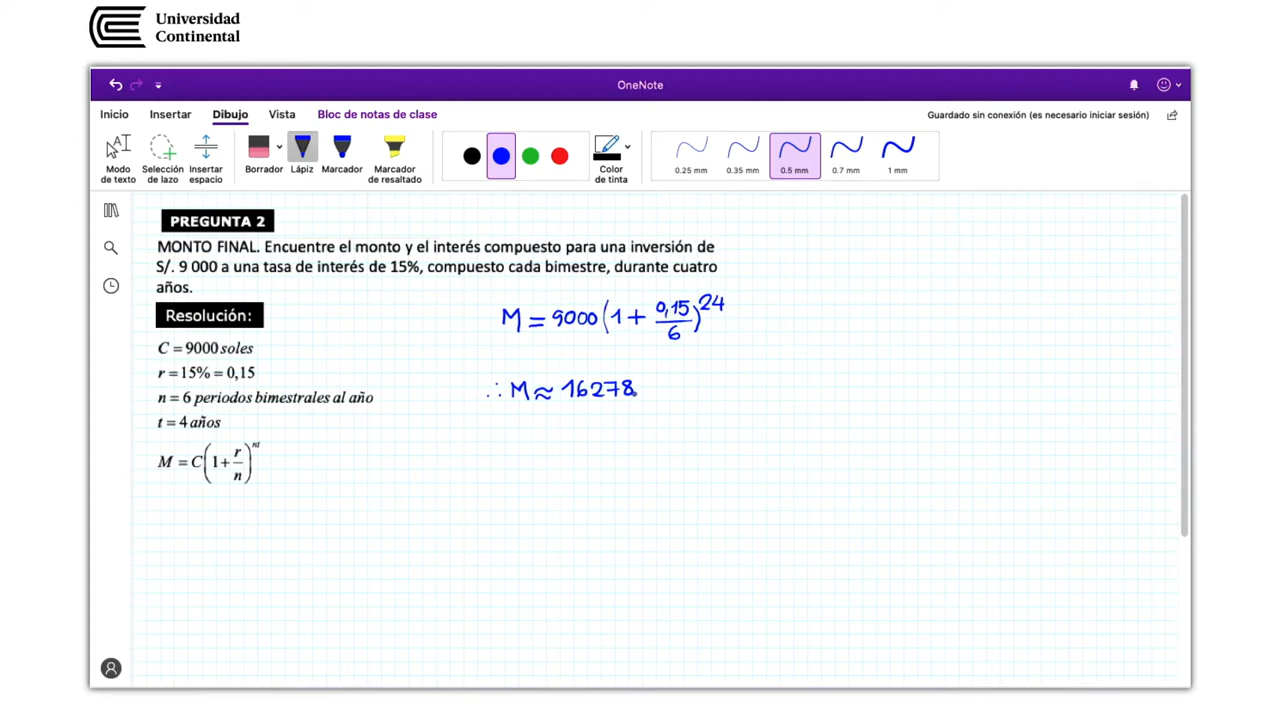 Universidad
Continental
OneNote
Inicio Insertar Dibujo Vista Bloc de notas de clase
Guardado sin conexión (es necesario iniciar sesión)
Modo de texto
Selección de lazo
Insertar espacio
Borrador
Lápiz
Marcador
Marcador de resaltado
Color de tinta
0.25 mm
0.35 mm
0.5 mm
0.7 mm
1 mm
PREGUNTA 2
MONTO FINAL. Encuentre el monto y el interés compuesto para una inversión de
S/. 9 000 a una tasa de interés de 15%, compuesto cada bimestre, durante cuatro
años.
Resolución:
C = 9000 soles
r = 15% = 0,15
n = 6 periodos bimestrales al año
t = 4 años
M = C(1+r/n)^nt
M = 9000(1 + 0,15/6)^24
∴ M ≈ 16278.